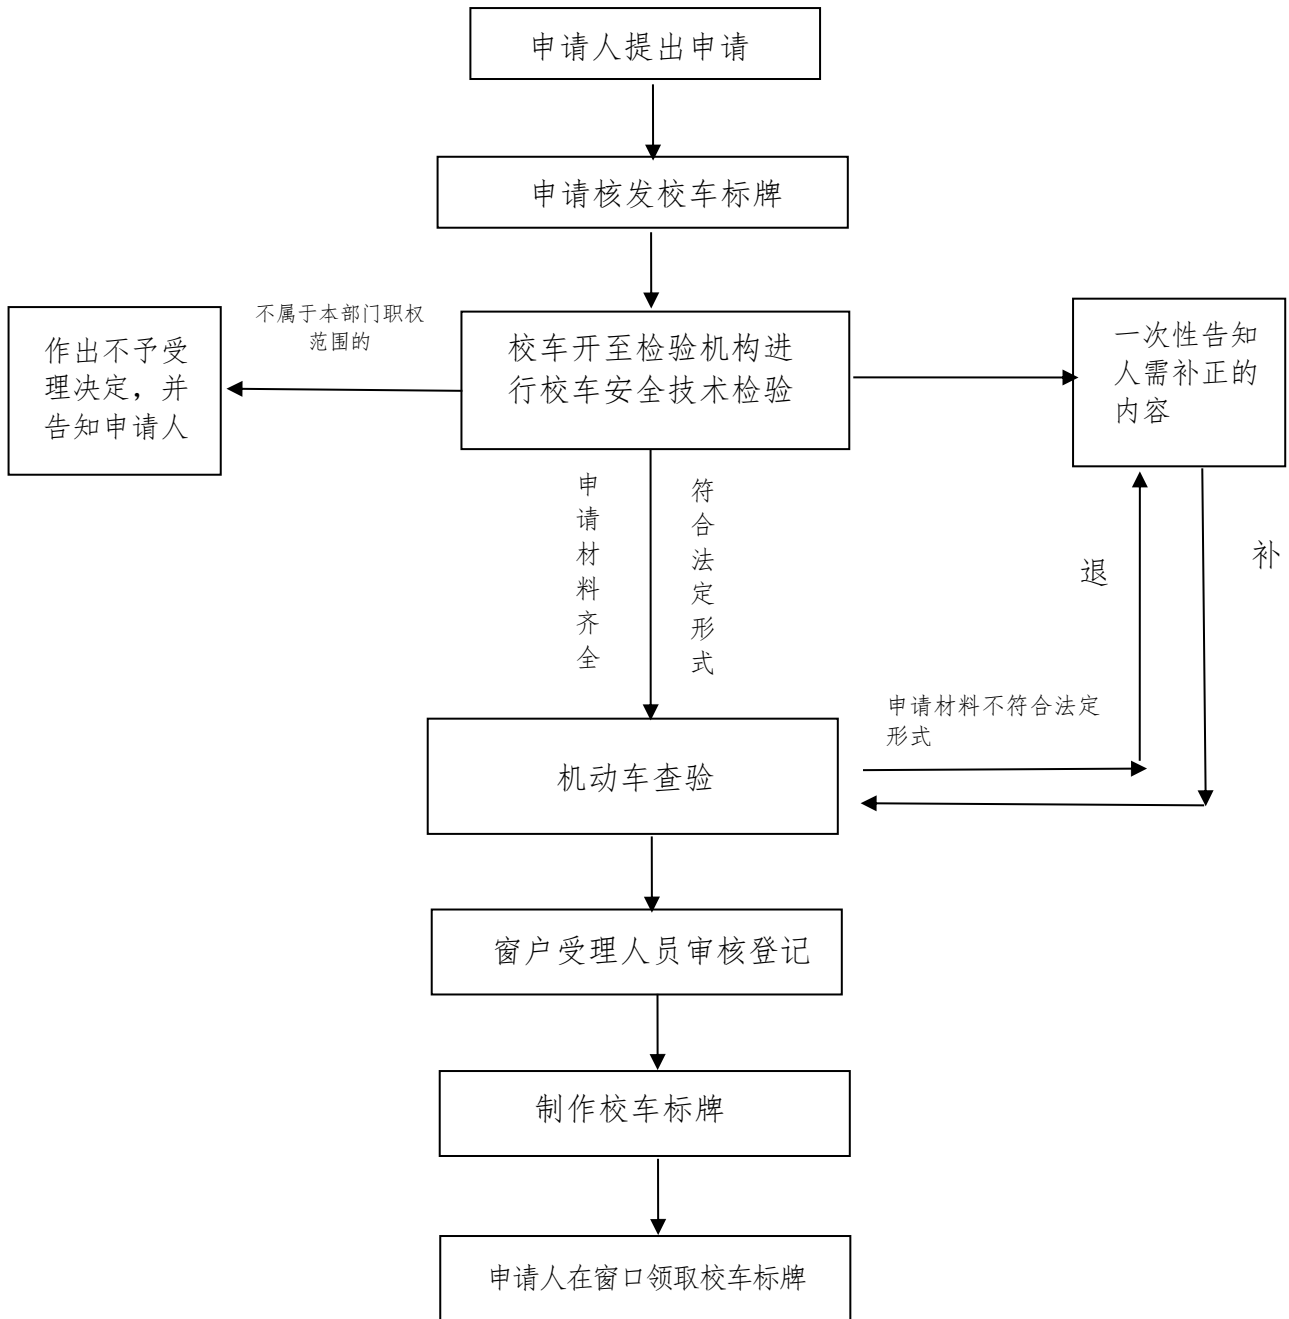 申请人提出申请
申请核发校车标牌
不属于本部门职权
范围的
作出不予受
理决定，并
告知申请人
校车开至检验机构进
行校车安全技术检验
一次性告知
人需补正的
内容
申请材料齐全
符合法定形式
退
补
申请材料不符合法定
形式
机动车查验
窗户受理人员审核登记
制作校车标牌
申请人在窗口领取校车标牌